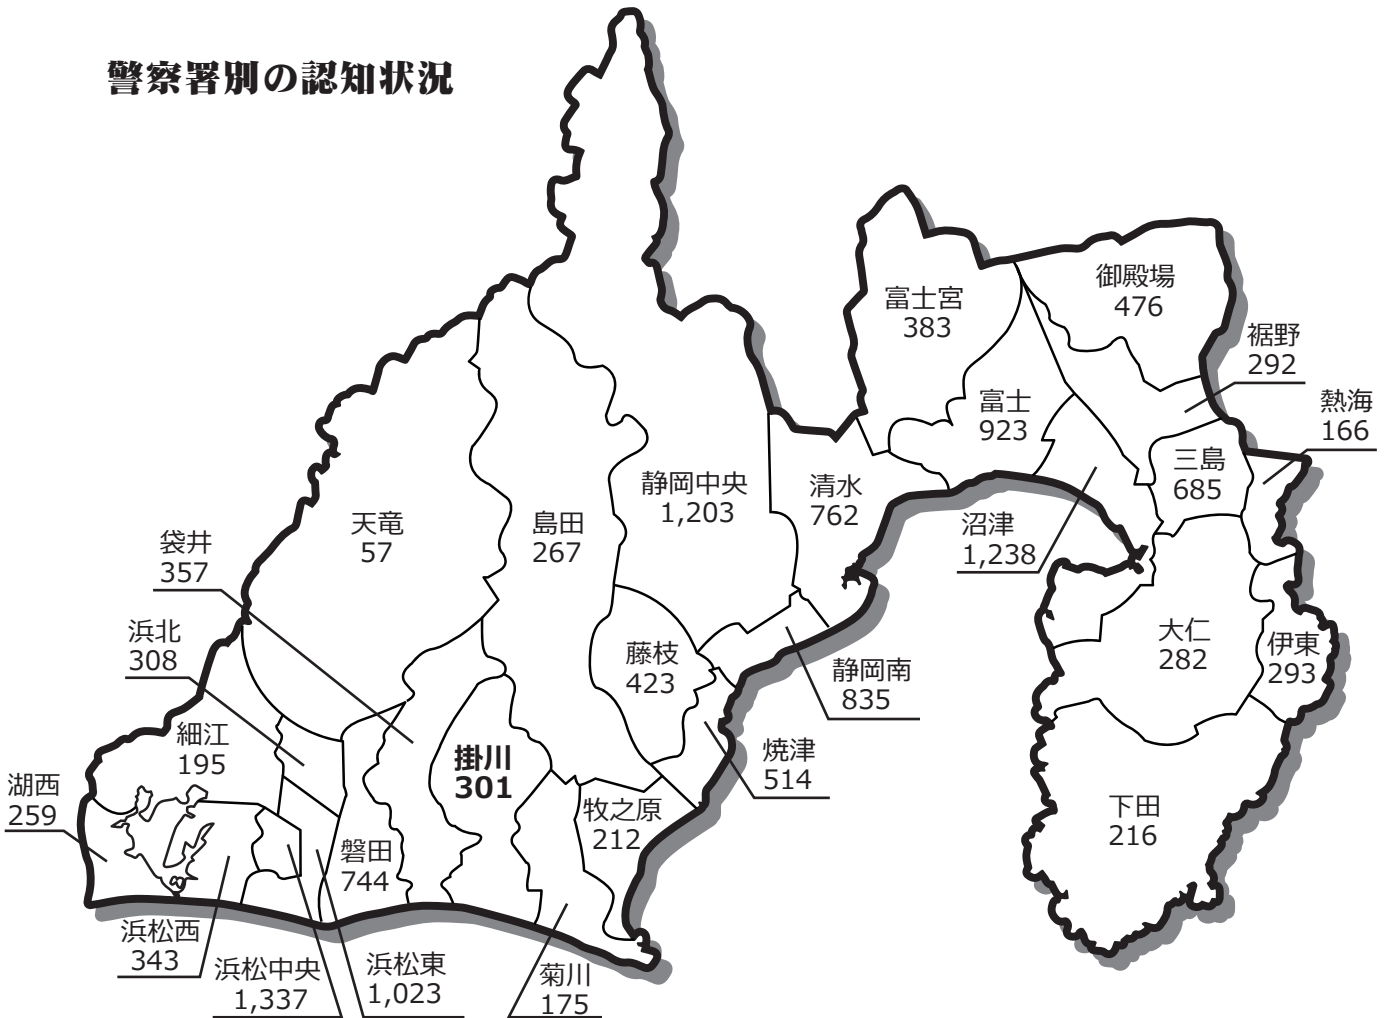 警察署別の認知状況
御殿場
476
富士宮
383
裾野
292
熱海
166
富士
923
三島
685
静岡中央
1,203
清水
762
沼津
1,238
天竜
57
島田
267
袋井
357
浜北
308
藤枝
423
大仁
282
伊東
293
静岡南
835
細江
195
掛川
301
焼津
514
湖西
259
牧之原
212
下田
216
磐田
744
浜松西
343
浜松中央
1,337
浜松東
1,023
菊川
175